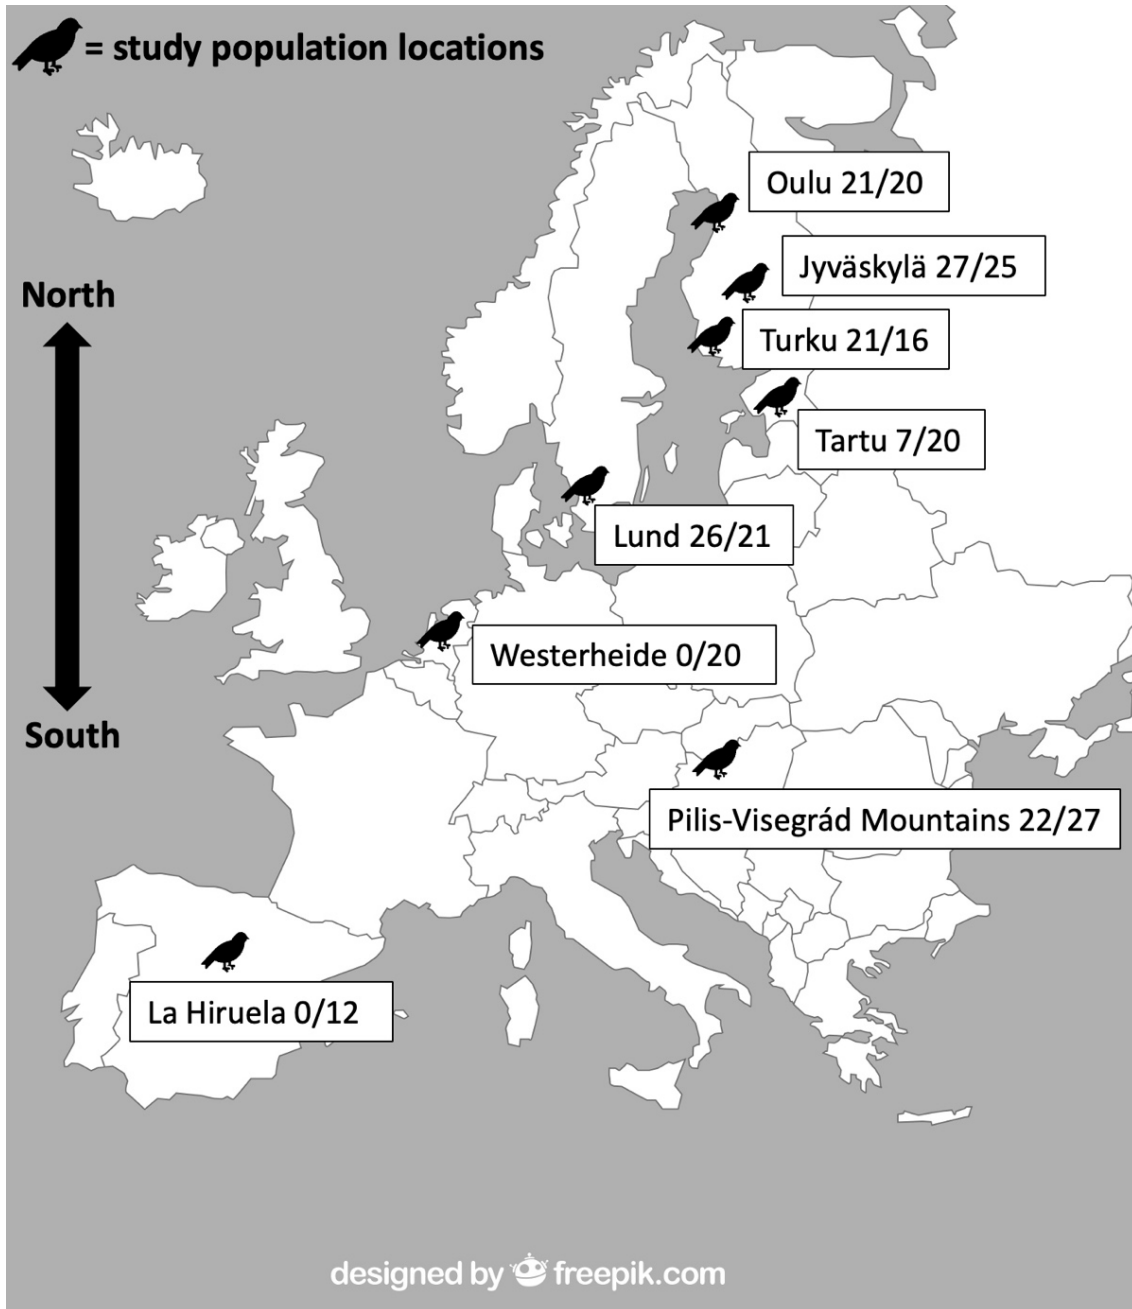 = study population locations
Oulu 21/20
Jyväskylä 27/25
North
Turku 21/16
Tartu 7/20
Lund 26/21
Westerheide 0/20
South
Pilis-Visegrád Mountains 22/27
La Hiruela 0/12
designed by freepik.com